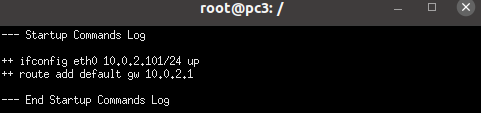 root@pc3: /
--- Startup Commands Log
++ ifconfig eth0 10.0.2.101/24 up
++ route add default gw 10.0.2.1
--- End Startup Commands Log